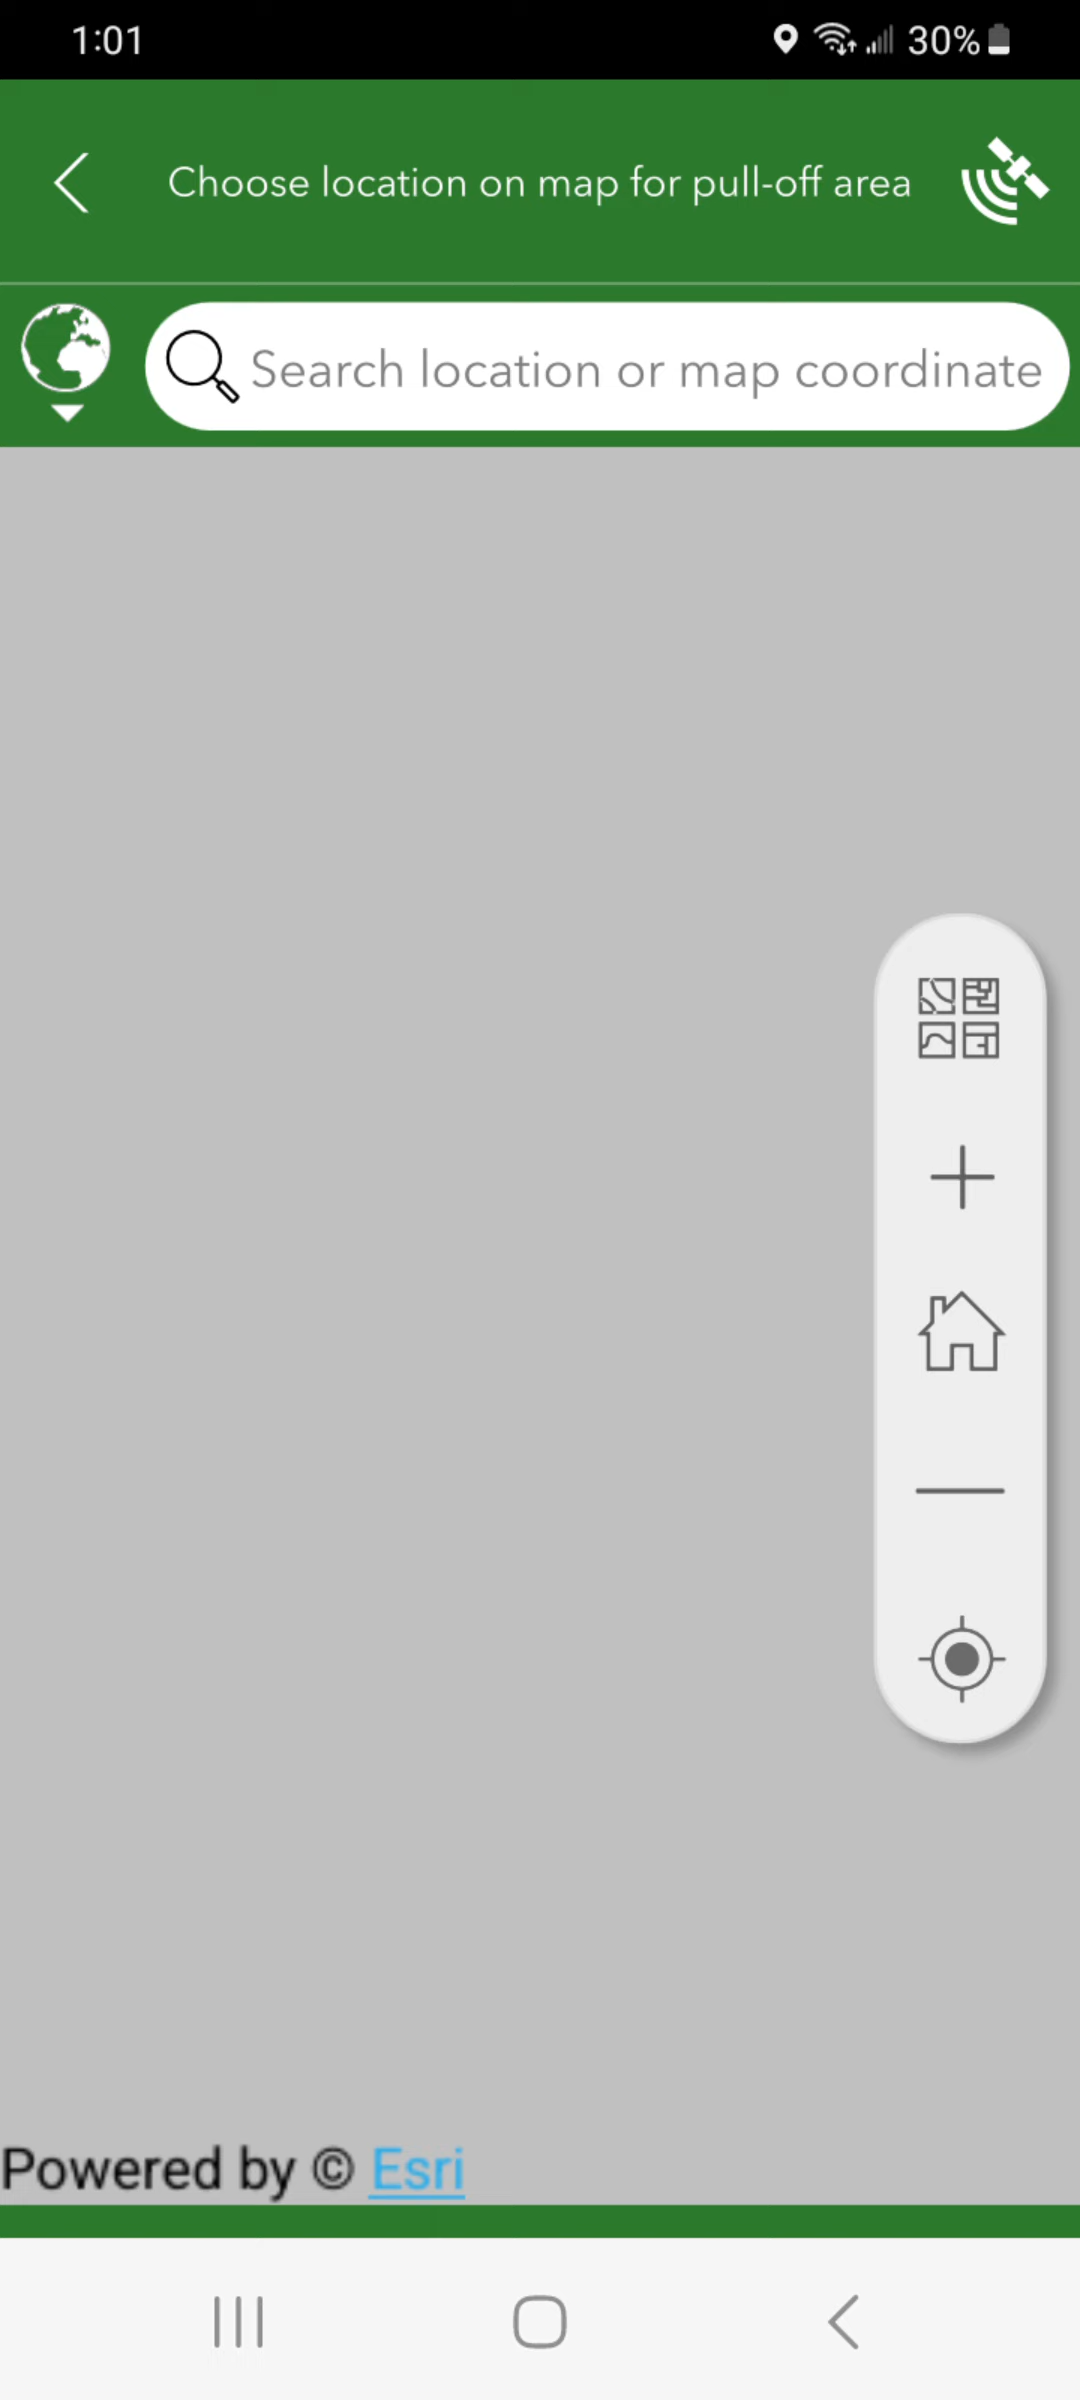 1:01
30%
Choose location on map for pull-off area
Search location or map coordinate
Powered by © Esri